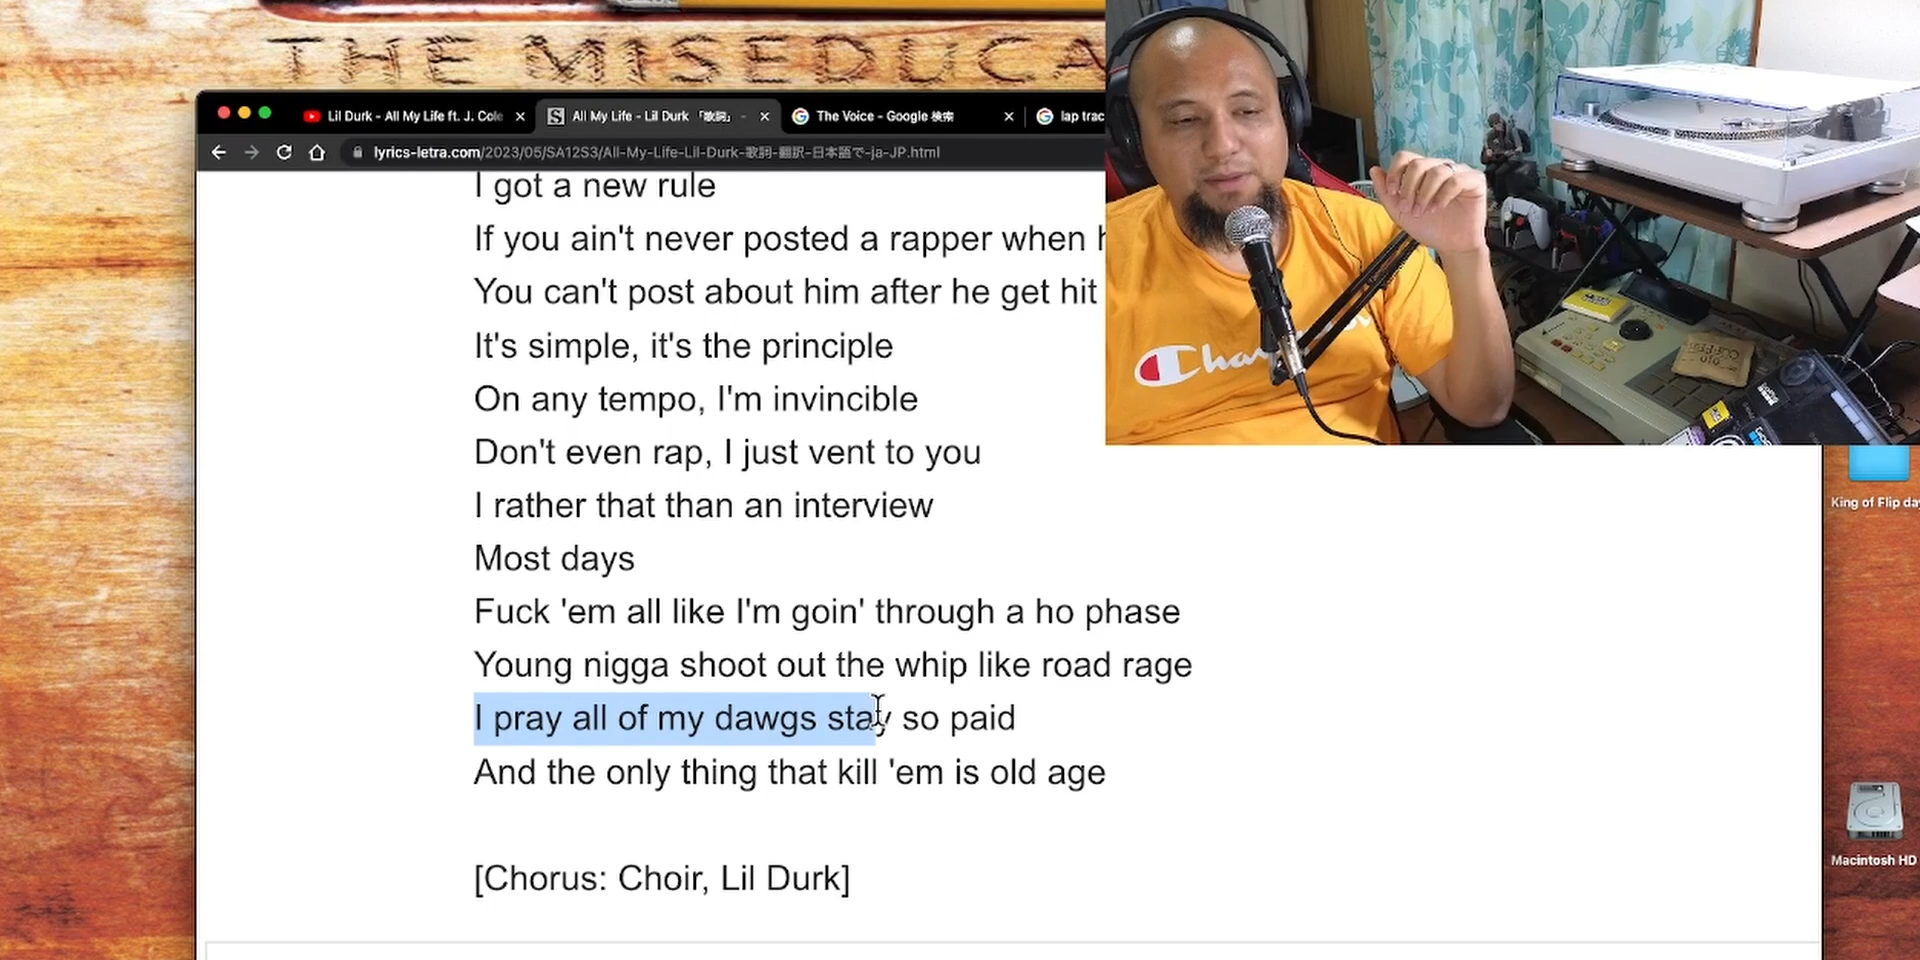 THE MISEDUCA
Lil Durk - All My Life ft. J. Cole
All My Life - Lil Durk 「歌詞」 -
The Voice - Google 検索
lap trac
lyrics-letra.com/2023/05/SA12S3/All-My-Life-Lil-Durk-歌詞-翻訳-日本語で-ja-JP.html
I got a new rule
If you ain't never posted a rapper when h
You can't post about him after he get hit
It's simple, it's the principle
On any tempo, I'm invincible
Don't even rap, I just vent to you
I rather that than an interview
Most days
Fuck 'em all like I'm goin' through a ho phase
Young nigga shoot out the whip like road rage
I pray all of my dawgs stay so paid
And the only thing that kill 'em is old age
[Chorus: Choir, Lil Durk]
Cha
King of Flip day
Macintosh HD